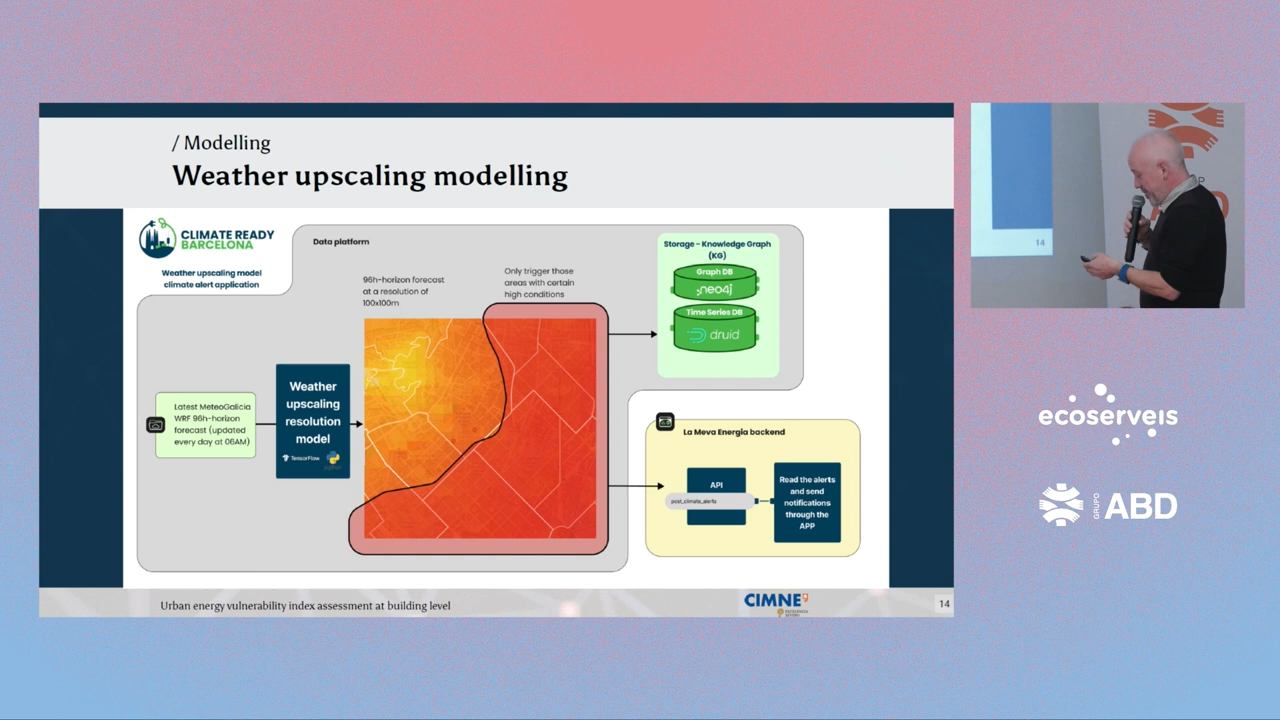 / Modelling
Weather upscaling modelling
CLIMATE READY
BARCELONA
Weather upscaling model
climate alert application
Data platform
96h-horizon forecast
at a resolution of
100x100m
Only trigger those
areas with certain
high conditions
Storage - Knowledge Graph
(KG)
Graph DB
neo4j
Time Series DB
druid
Latest MeteoGalicia
WRF 96h-horizon
forecast (updated
every day at 06AM)
Weather
upscaling
resolution
model
TensorFlow
python
La Meva Energia backend
API
post_climate_alerts
Read the alerts
and send
notifications
through the
APP
Urban energy vulnerability index assessment at building level
CIMNE
EXCELENCIA
SEVERO
14
14
ecoserveis
GRUPO
ABD